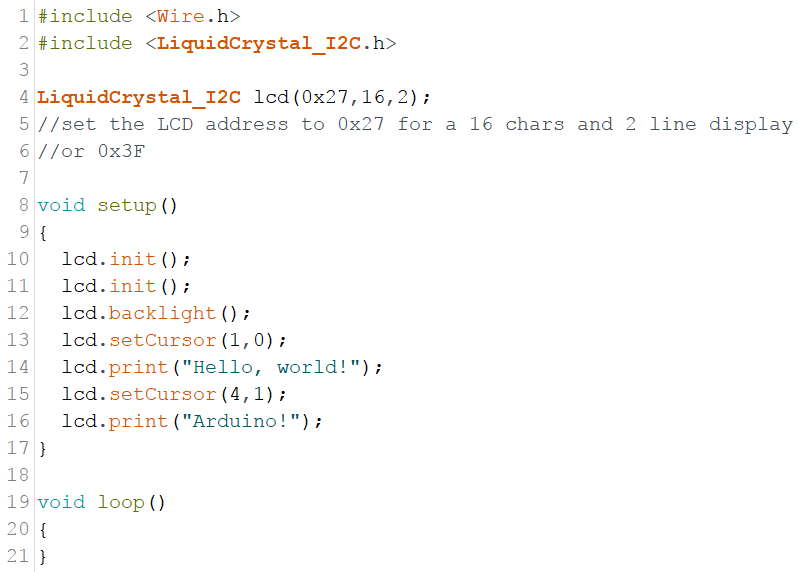 1 #include <Wire.h>
2 #include <LiquidCrystal_I2C.h>
3
4 LiquidCrystal_I2C lcd(0x27,16,2);
5 //set the LCD address to 0x27 for a 16 chars and 2 line display
6 //or 0x3F
7
8 void setup()
9 {
10   lcd.init();
11   lcd.init();
12   lcd.backlight();
13   lcd.setCursor(1,0);
14   lcd.print("Hello, world!");
15   lcd.setCursor(4,1);
16   lcd.print("Arduino!");
17 }
18
19 void loop()
20 {
21 }